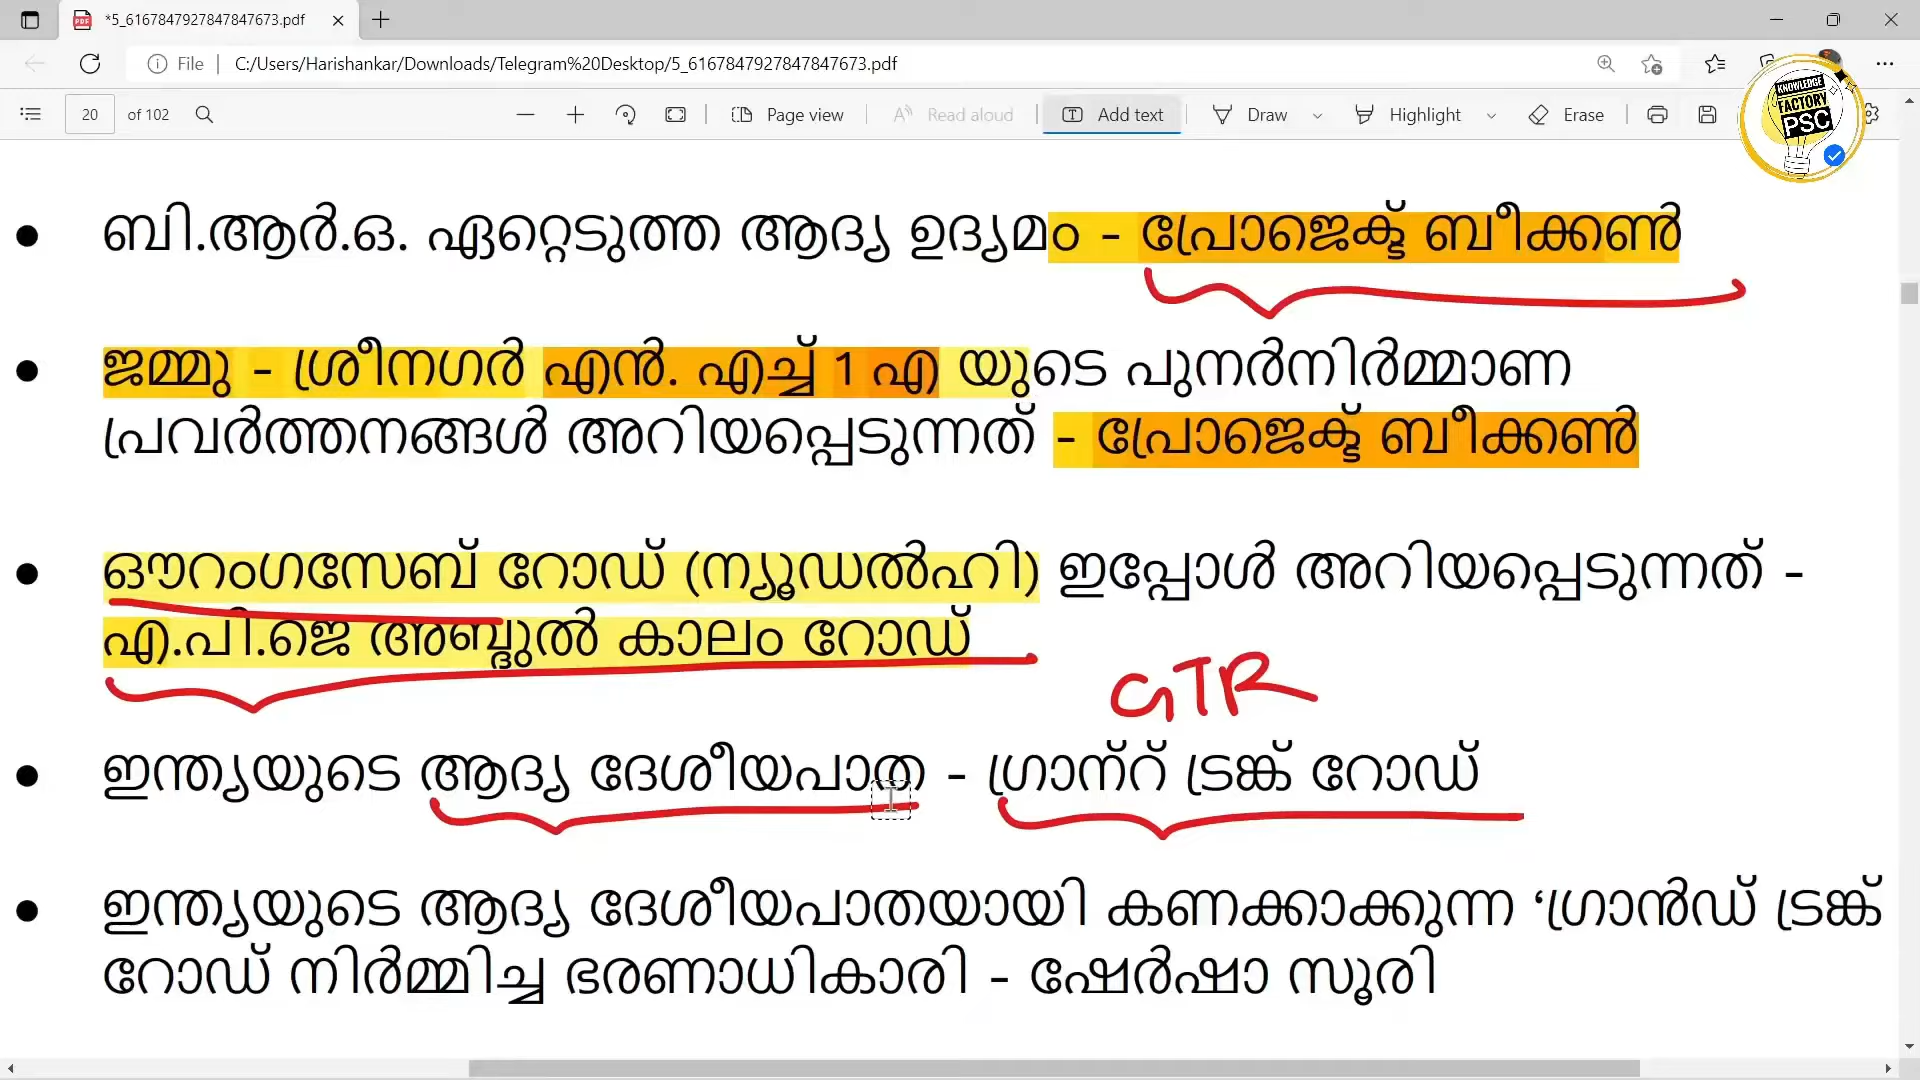 *5_6167847927847847673.pdf
File
C:/Users/Harishankar/Downloads/Telegram%20Desktop/5_6167847927847847673.pdf
20 of 102
Page view
Read aloud
Add text
Draw
Highlight
Erase
KNOWLEDGE
FACTORY
PSC
• ബി.ആർ.ഒ. ഏറ്റെടുത്ത ആദ്യ ഉദ്യമം - പ്രോജെക്ട് ബീക്കൺ
• ജമ്മു - ശ്രീനഗർ എൻ. എച്ച് 1 എ യുടെ പുനർനിർമ്മാണ
പ്രവർത്തനങ്ങൾ അറിയപ്പെടുന്നത് - പ്രോജെക്ട് ബീക്കൺ
• ഔറംഗസേബ് റോഡ് (ന്യൂഡൽഹി) ഇപ്പോൾ അറിയപ്പെടുന്നത് -
എ.പി.ജെ അബ്ദുൽ കാലം റോഡ്
GTR
• ഇന്ത്യയുടെ ആദ്യ ദേശീയപാത - ഗ്രാന്റ് ട്രങ്ക് റോഡ്
• ഇന്ത്യയുടെ ആദ്യ ദേശീയപാതയായി കണക്കാക്കുന്ന ‘ഗ്രാൻഡ് ട്രങ്ക്
റോഡ് നിർമ്മിച്ച ഭരണാധികാരി - ഷേർഷാ സൂരി